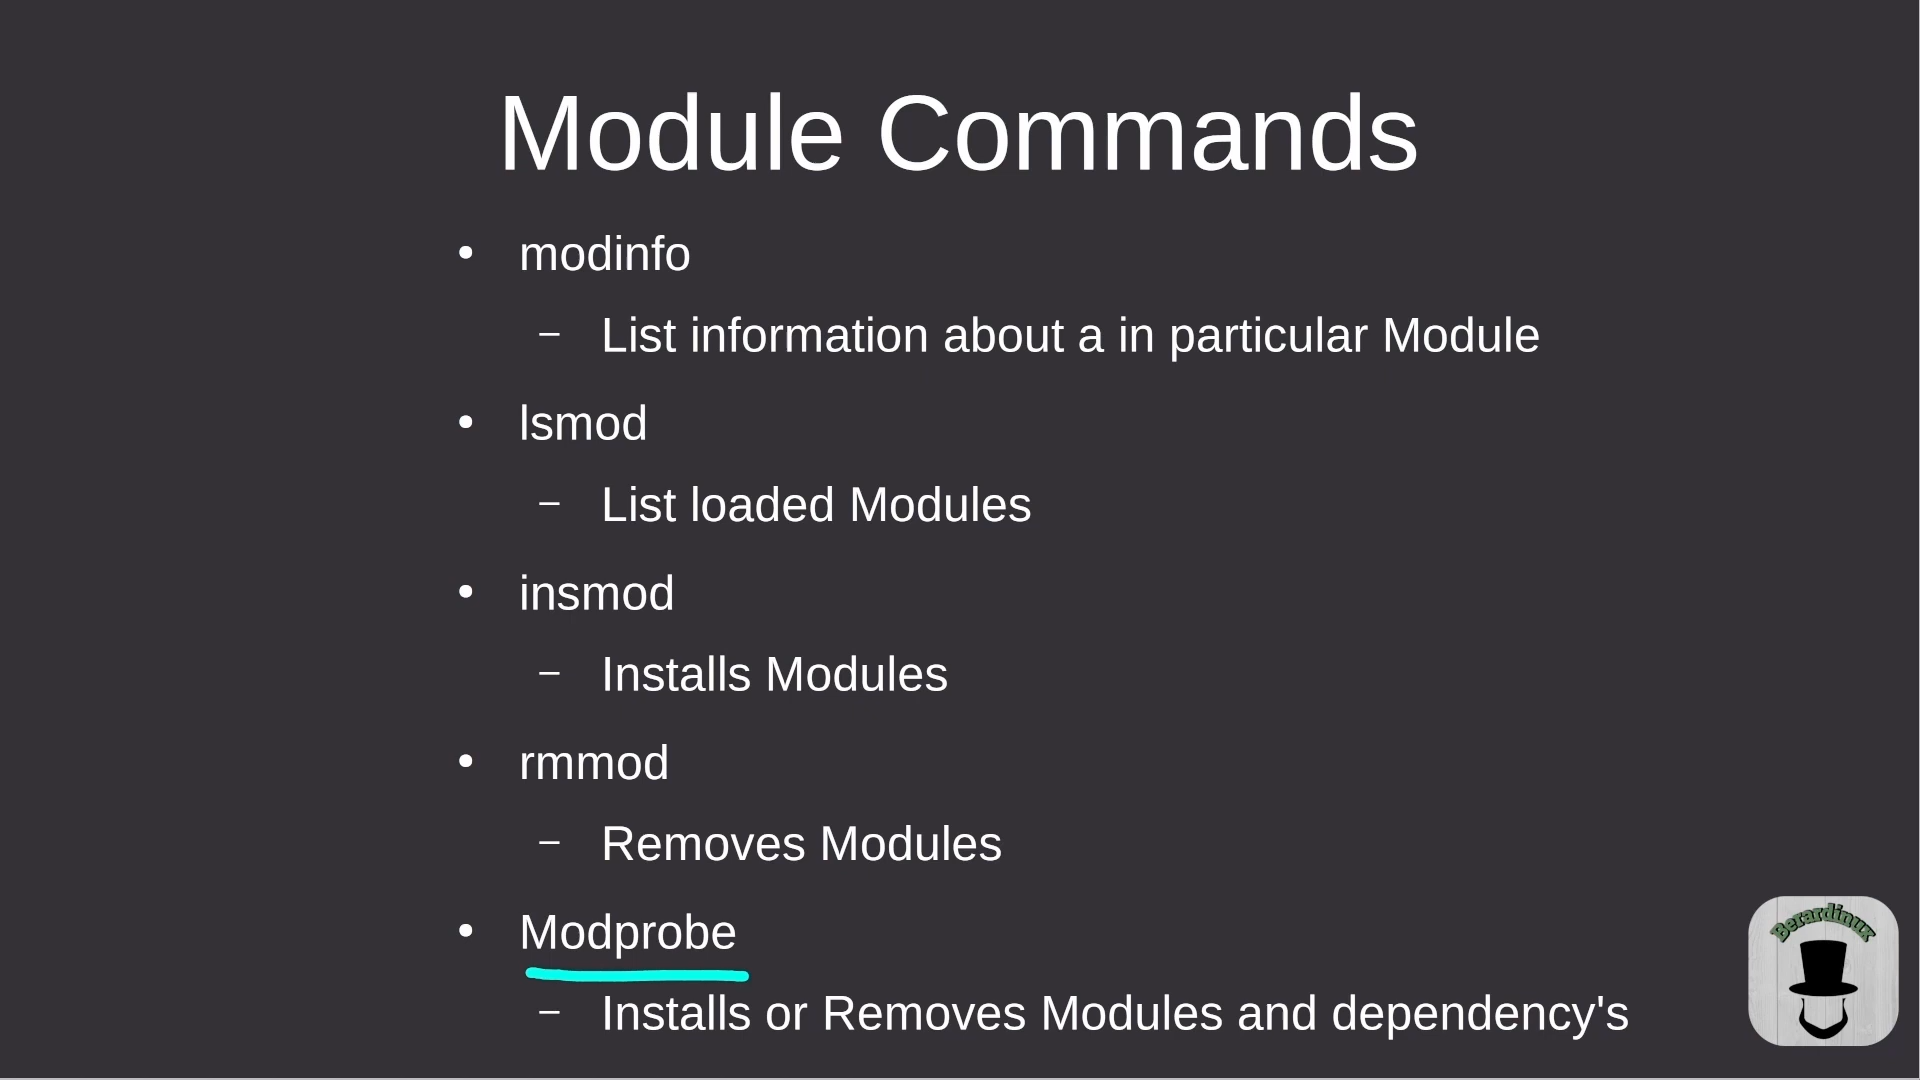 Module Commands
• modinfo
– List information about a in particular Module
• lsmod
– List loaded Modules
• insmod
– Installs Modules
• rmmod
– Removes Modules
• Modprobe
– Installs or Removes Modules and dependency's
Berardinux